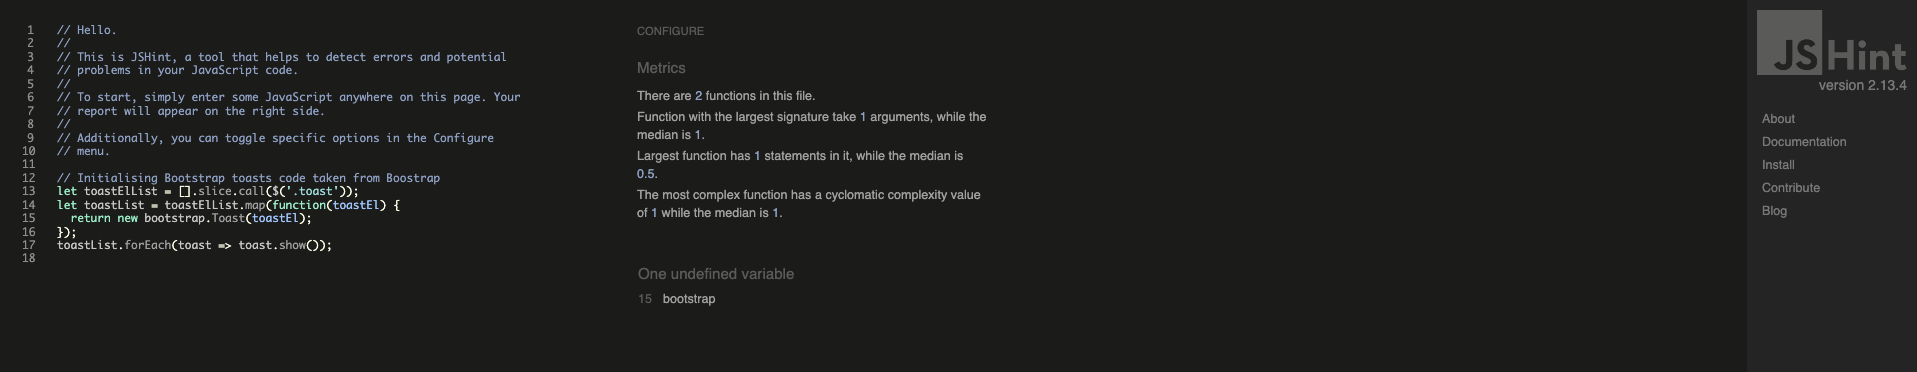 1 // Hello.
2 //
3 // This is JSHint, a tool that helps to detect errors and potential
4 // problems in your JavaScript code.
5 //
6 // To start, simply enter some JavaScript anywhere on this page. Your
7 // report will appear on the right side.
8 //
9 // Additionally, you can toggle specific options in the Configure
10 // menu.
11
12 // Initialising Bootstrap toasts code taken from Boostrap
13 let toastElList = [].slice.call($('.toast'));
14 let toastList = toastElList.map(function(toastEl) {
15   return new bootstrap.Toast(toastEl);
16 });
17 toastList.forEach(toast => toast.show());
18
CONFIGURE
Metrics
There are 2 functions in this file.
Function with the largest signature take 1 arguments, while the
median is 1.
Largest function has 1 statements in it, while the median is
0.5.
The most complex function has a cyclomatic complexity value
of 1 while the median is 1.
One undefined variable
15 bootstrap
JSHint
version 2.13.4
About
Documentation
Install
Contribute
Blog